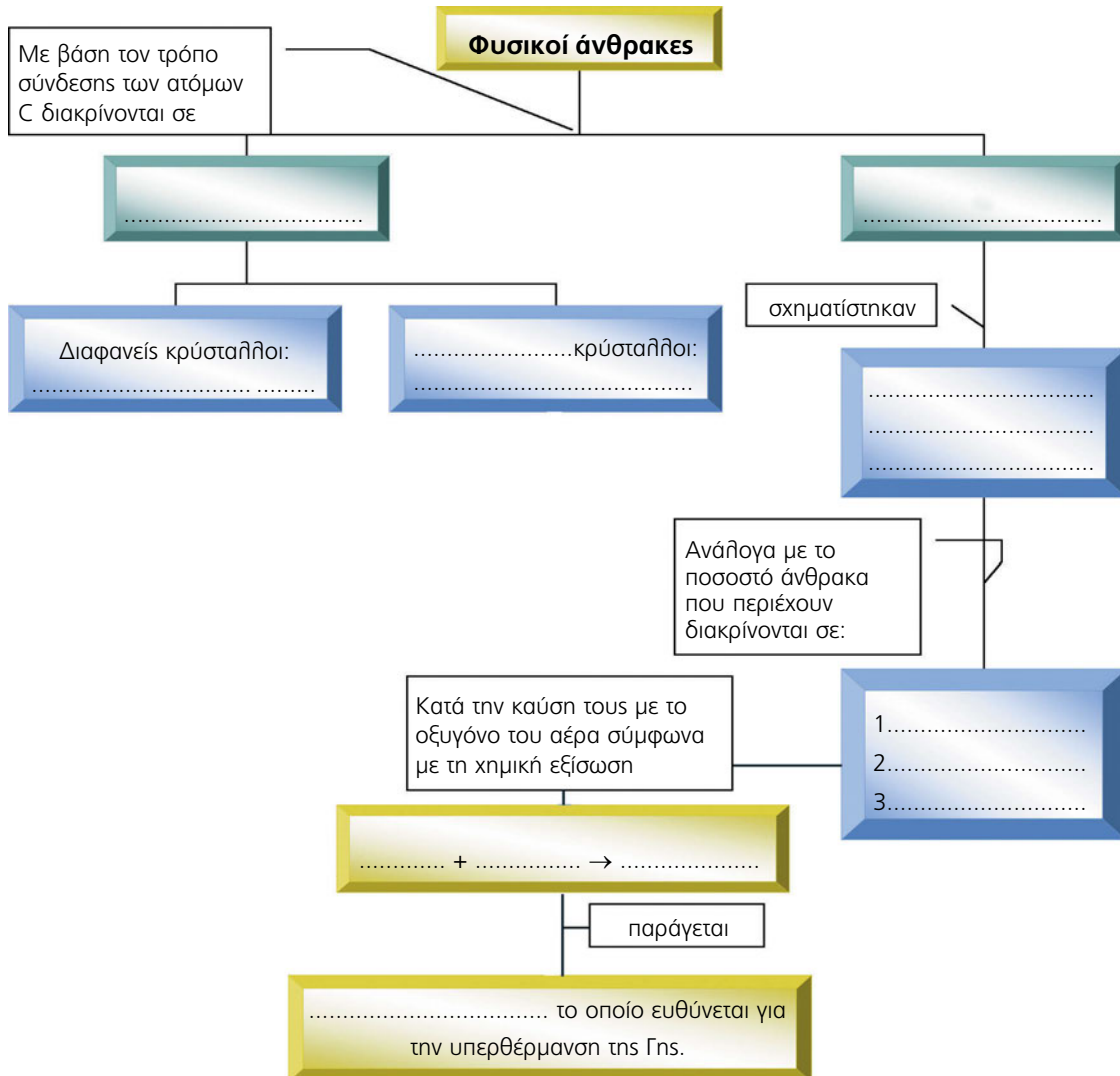 Φυσικοί άνθρακες
Με βάση τον τρόπο
σύνδεσης των ατόμων
C διακρίνονται σε
..................................
..................................
σχηματίστηκαν
Διαφανείς κρύσταλλοι:
............................... .........
........................κρύσταλλοι:
.........................................
..................................
..................................
..................................
Ανάλογα με το
ποσοστό άνθρακα
που περιέχουν
διακρίνονται σε:
1..............................
2..............................
3..............................
Κατά την καύση τους με το
οξυγόνο του αέρα σύμφωνα
με τη χημική εξίσωση
............. + ................ → .....................
παράγεται
.................................... το οποίο ευθύνεται για
την υπερθέρμανση της Γης.